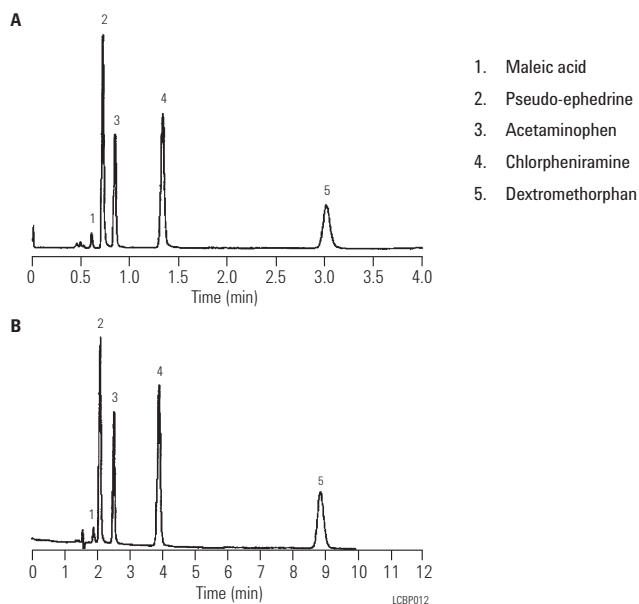 A
2
3
4
5
1
0 0.5 1.0 1.5 2.0 2.5 3.0 3.5 4.0
Time (min)
1. Maleic acid
2. Pseudo-ephedrine
3. Acetaminophen
4. Chlorpheniramine
5. Dextromethorphan
B
2
3
4
5
1
0 1 2 3 4 5 6 7 8 9 10 11 12
Time (min)
LCBP012